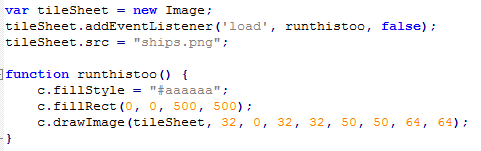 var tileSheet = new Image;
tileSheet.addEventListener('load', runthistoo, false);
tileSheet.src = "ships.png";
function runthistoo() {
c.fillStyle = "#aaaaaa";
c.fillRect(0, 0, 500, 500);
c.drawImage(tileSheet, 32, 0, 32, 32, 50, 50, 64, 64);
}